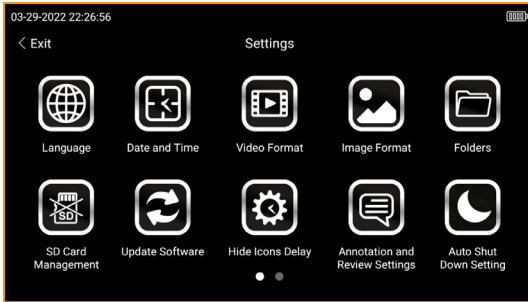 03-29-2022 22:26:56
< Exit
Settings
Language
Date and Time
Video Format
Image Format
Folders
SD
SD Card
Management
Update Software
Hide Icons Delay
Annotation and
Review Settings
Auto Shut
Down Setting